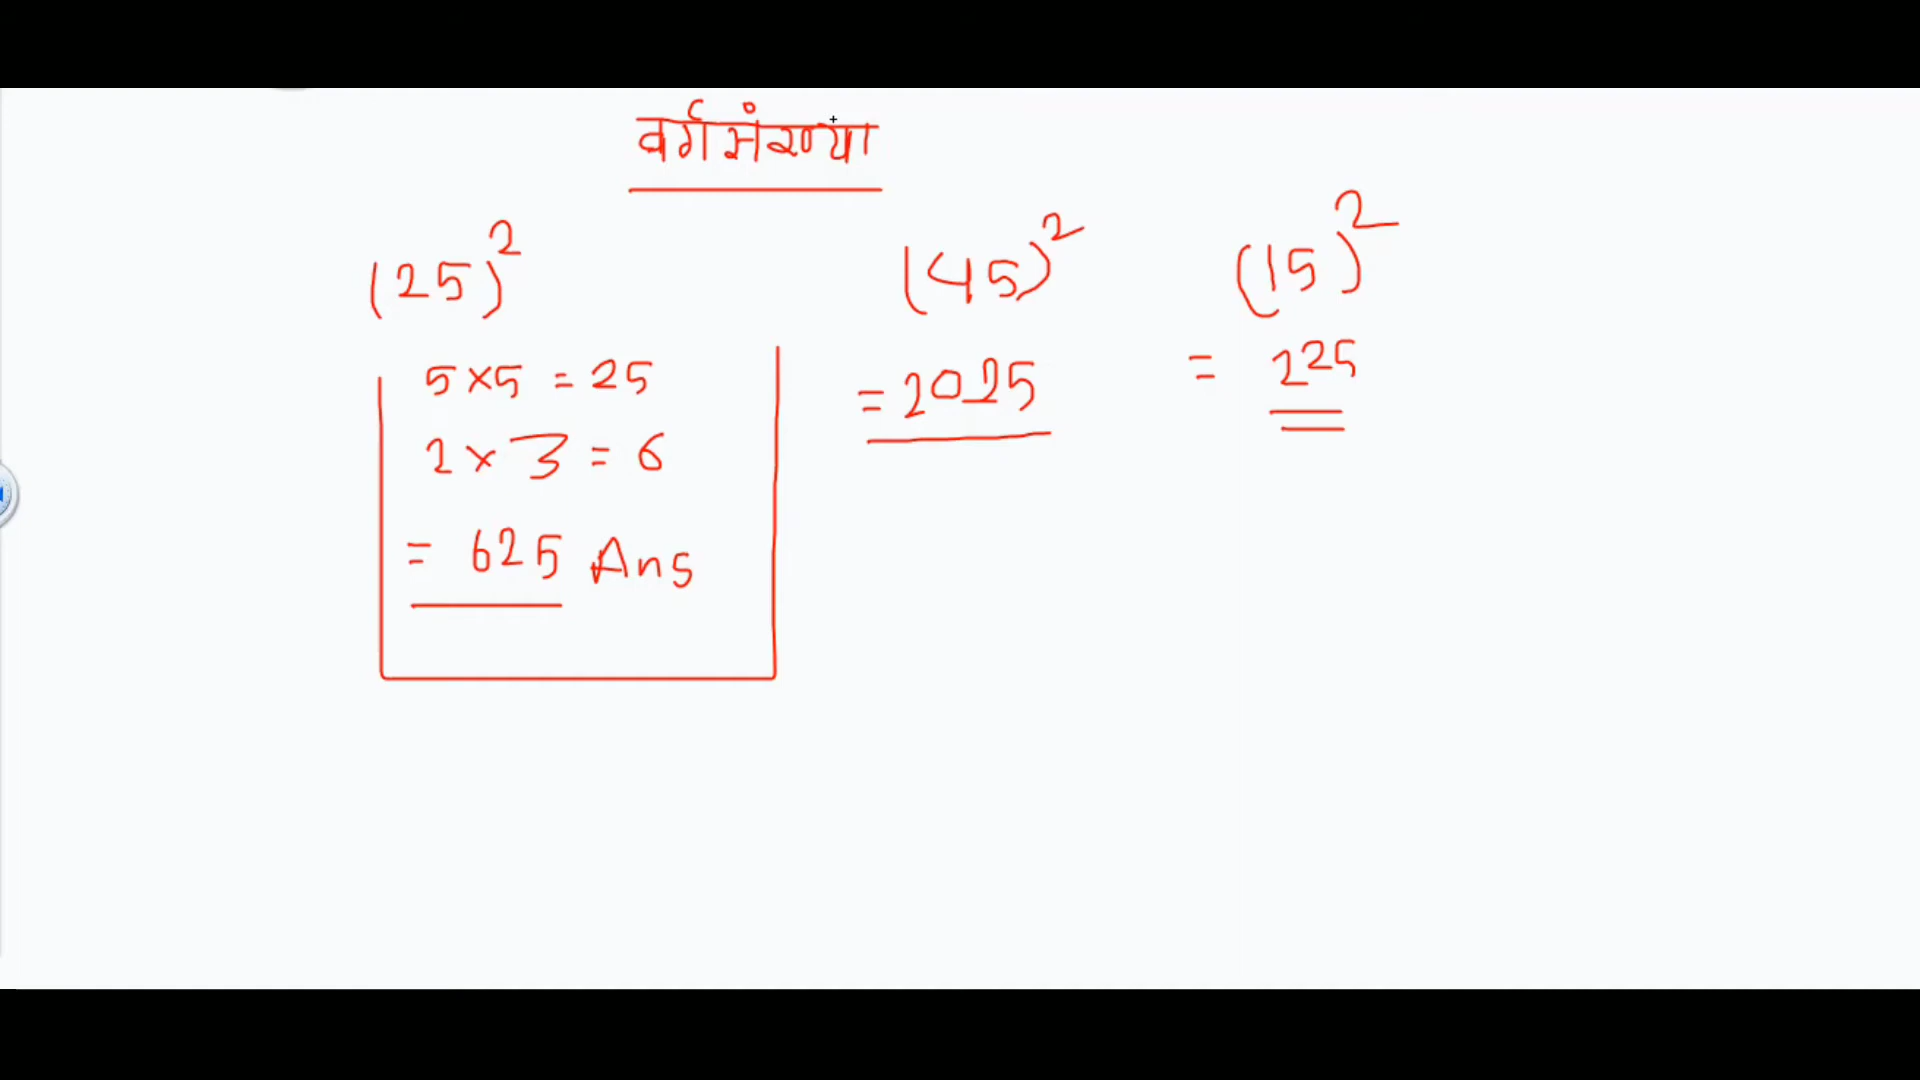 वर्ग संख्या
(25)²
5×5 = 25
2 × 3 = 6
= 625 Ans
(45)²
= 2025
(15)²
= 225